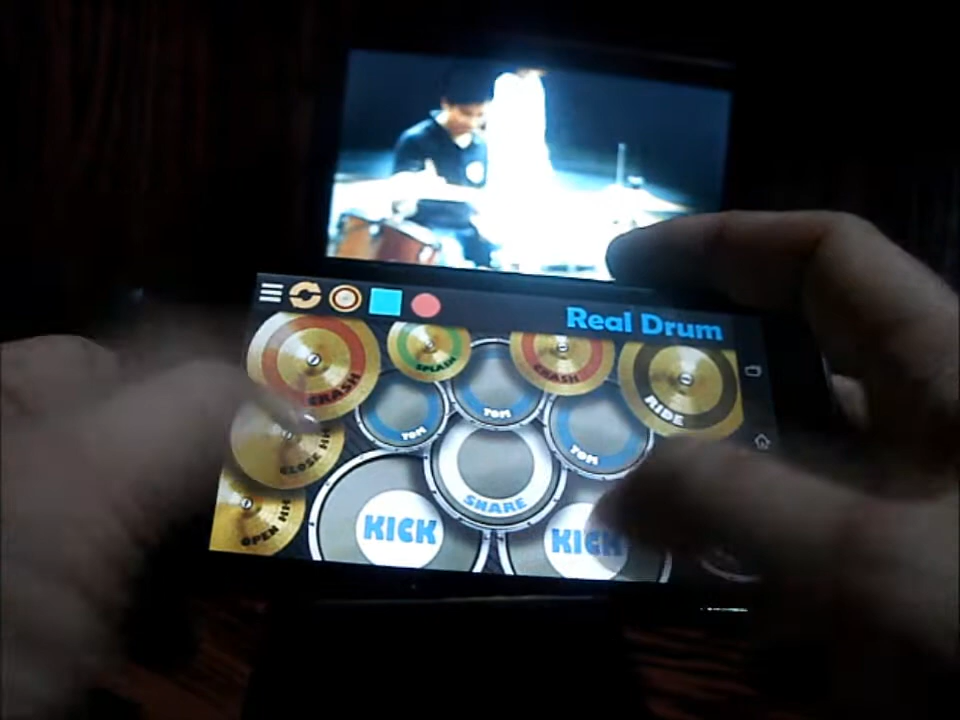 Real Drum
CRASH
SPLASH
CRASH
RIDE
TOM
TOM
TOM
CLOSE HH
SNARE
OPEN HH
KICK
KICK